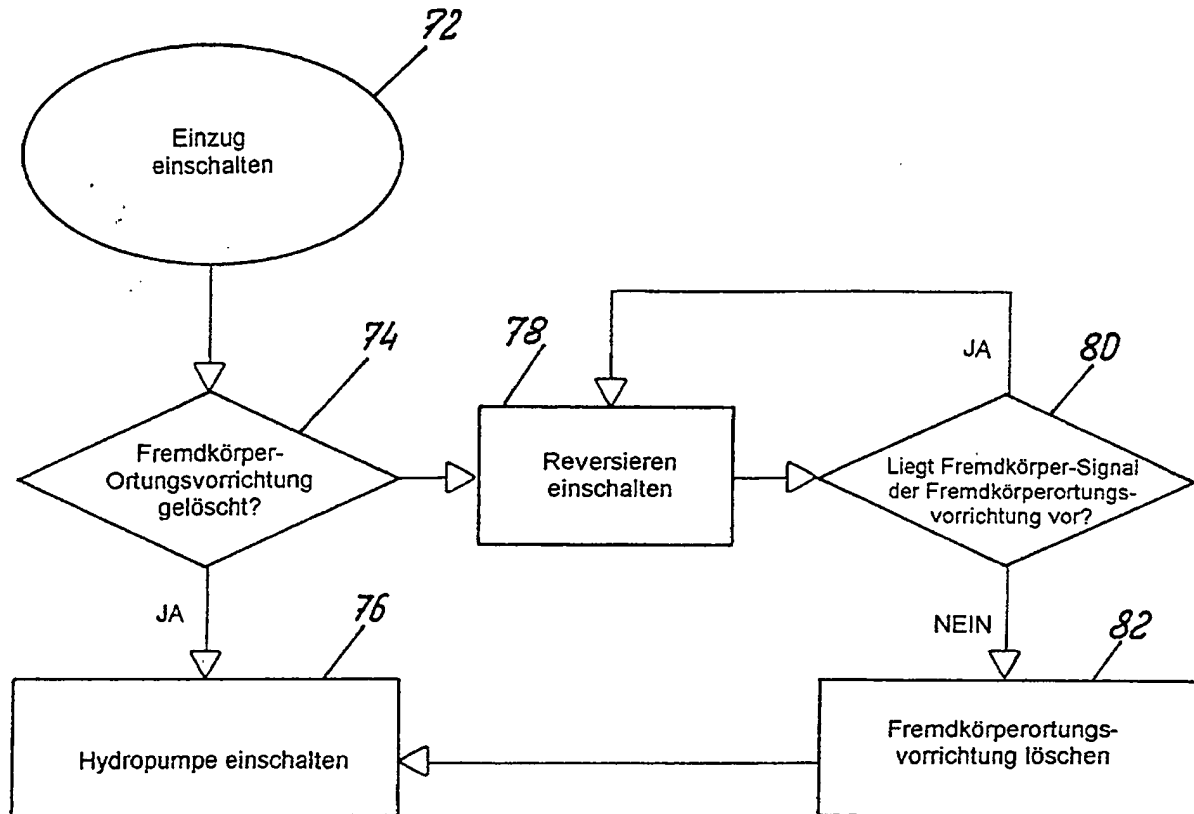 72
Einzug
einschalten
74
Fremdkörper-
Ortungsvorrichtung
gelöscht?
78
Reversieren
einschalten
JA
80
Liegt Fremdkörper-Signal
der Fremdkörperortungs-
vorrichtung vor?
JA
76
Hydropumpe einschalten
NEIN
82
Fremdkörperortungs-
vorrichtung löschen